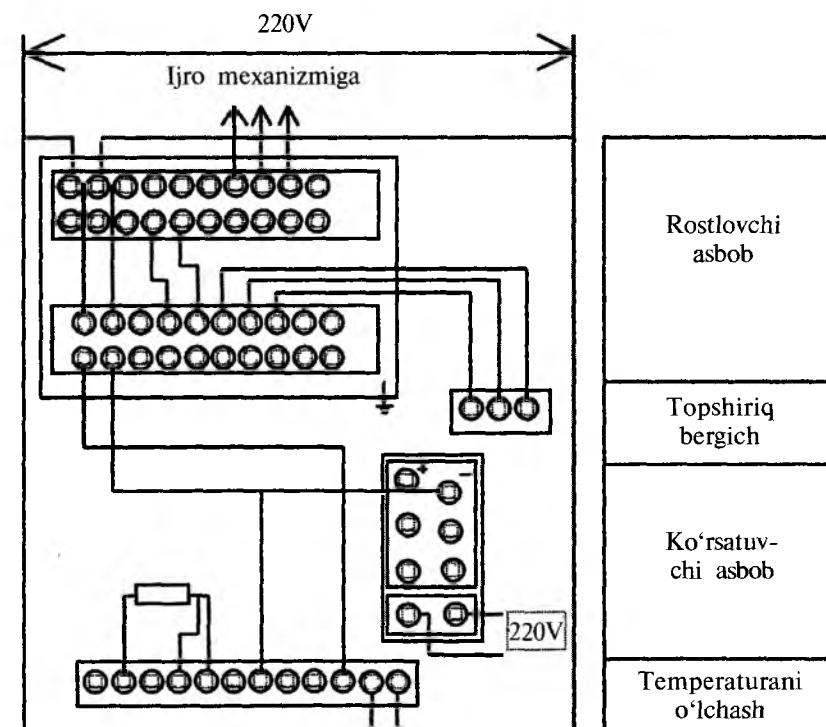 220V
Ijro mexanizmiga
Rostlovchi
asbob
Topshiriq
bergich
+ −
Ko‘rsatuv-
chi asbob
220V
Temperaturani
o‘lchash